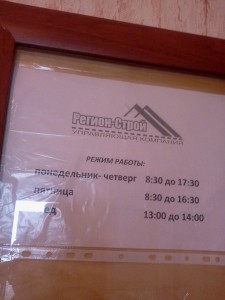 Регион-Строй
УПРАВЛЯЮЩАЯ КОМПАНИЯ
РЕЖИМ РАБОТЫ:
понедельник- четверг 8:30 до 17:30
пятница 8:30 до 16:30
обед 13:00 до 14:00